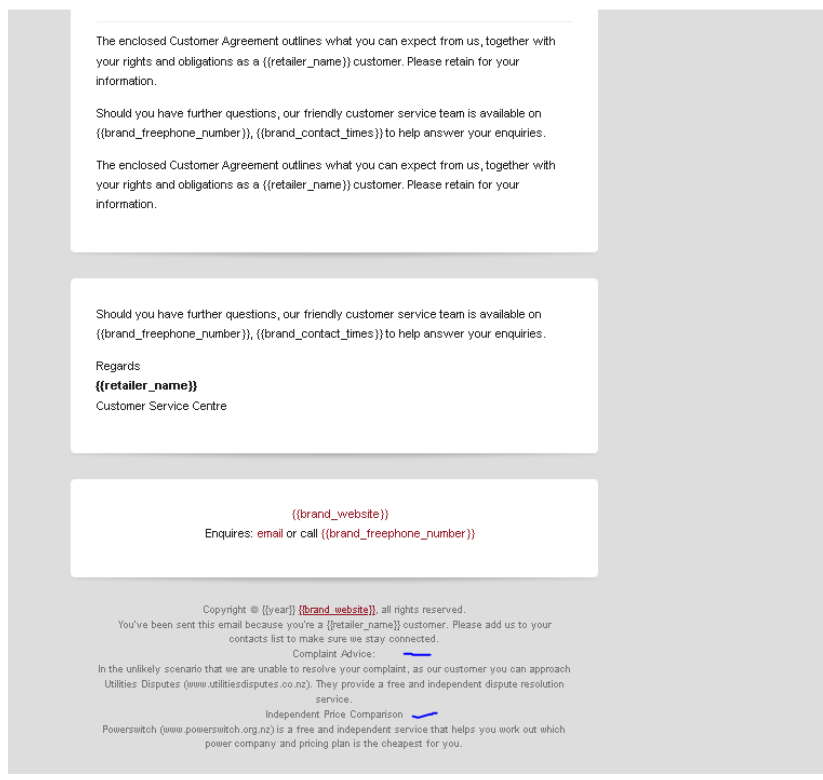 The enclosed Customer Agreement outlines what you can expect from us, together with
your rights and obligations as a {{retailer_name}} customer. Please retain for your
information.
Should you have further questions, our friendly customer service team is available on
{{brand_freephone_number}}, {{brand_contact_times}} to help answer your enquiries.
The enclosed Customer Agreement outlines what you can expect from us, together with
your rights and obligations as a {{retailer_name}} customer. Please retain for your
information.
Should you have further questions, our friendly customer service team is available on
{{brand_freephone_number}}, {{brand_contact_times}} to help answer your enquiries.
Regards
{{retailer_name}}
Customer Service Centre
{{brand_website}}
Enquires: email or call {{brand_freephone_number}}
Copyright © {{year}} {{brand_website}}, all rights reserved.
You've been sent this email because you're a {{retailer_name}} customer. Please add us to your
contacts list to make sure we stay connected.
Complaint Advice:
In the unlikely scenario that we are unable to resolve your complaint, as our customer you can approach
Utilities Disputes (www.utilitiesdisputes.co.nz). They provide a free and independent dispute resolution
service.
Independent Price Comparison
Powerswitch (www.powerswitch.org.nz) is a free and independent service that helps you work out which
power company and pricing plan is the cheapest for you.